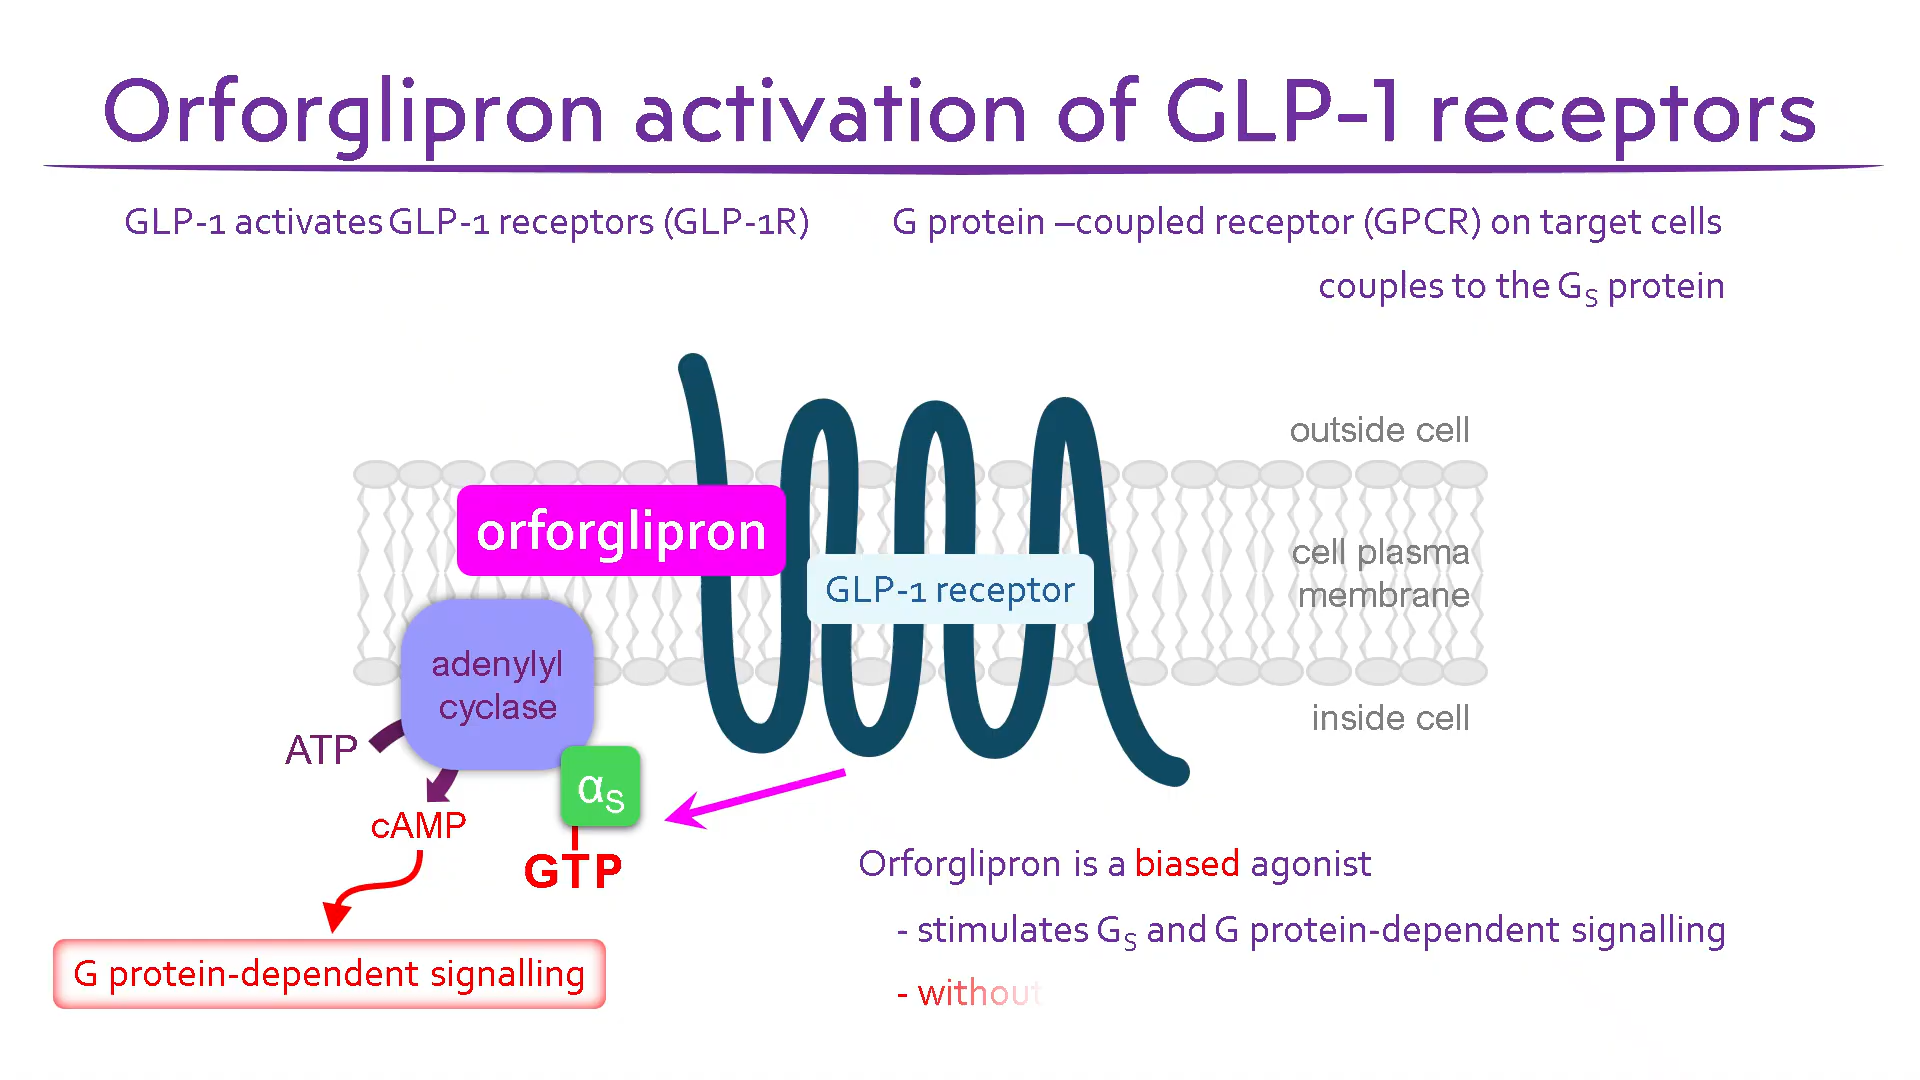 Orforglipron activation of GLP-1 receptors
GLP-1 activates GLP-1 receptors (GLP-1R)
G protein –coupled receptor (GPCR) on target cells
couples to the GS protein
outside cell
orforglipron
cell plasma
membrane
GLP-1 receptor
adenylyl
cyclase
inside cell
ATP
αS
cAMP
GTP
Orforglipron is a biased agonist
- stimulates GS and G protein-dependent signalling
G protein-dependent signalling
- without